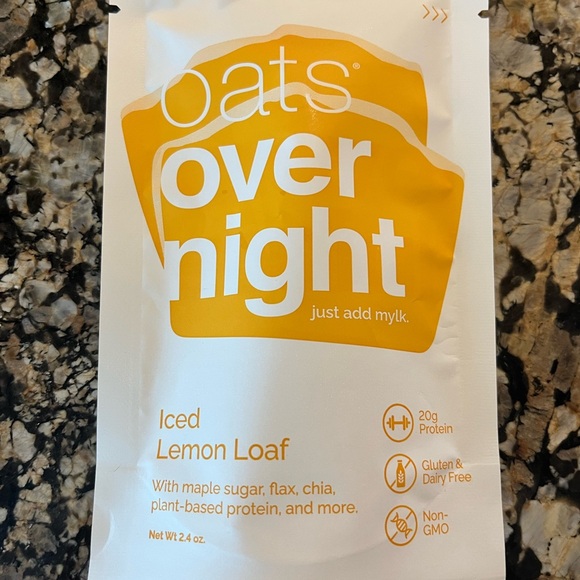 oats®
over
night
just add mylk.
Iced
Lemon Loaf
With maple sugar, flax, chia,
plant-based protein, and more.
Net Wt 2.4 oz.
20g
Protein
Gluten &
Dairy Free
Non-
GMO